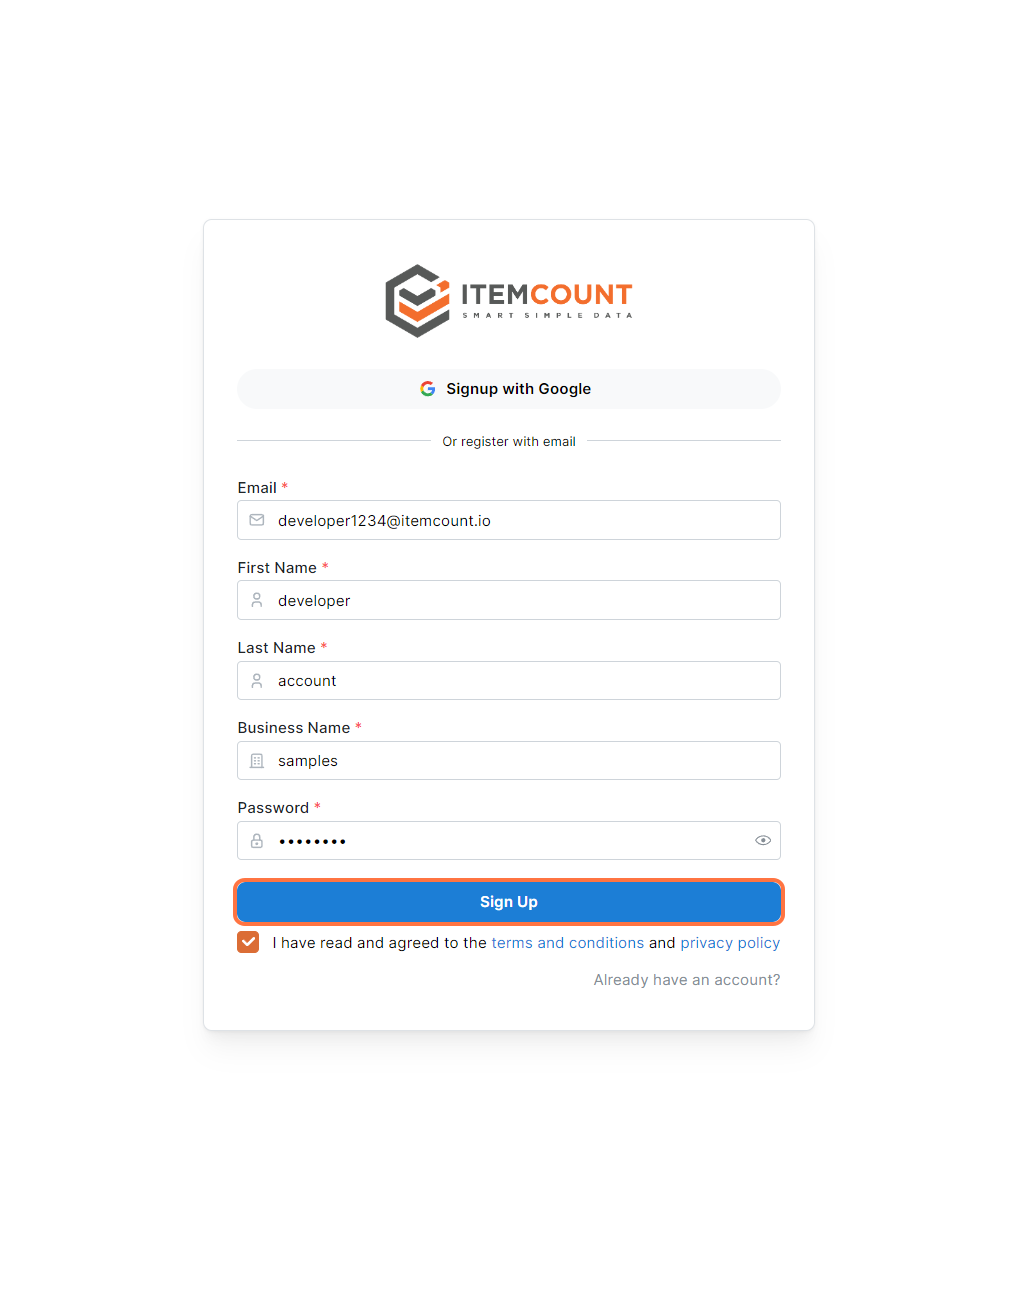 ITEMCOUNT
SMART SIMPLE DATA
Signup with Google
Or register with email
Email *
developer1234@itemcount.io
First Name *
developer
Last Name *
account
Business Name *
samples
Password *
••••••••
Sign Up
I have read and agreed to the terms and conditions and privacy policy
Already have an account?